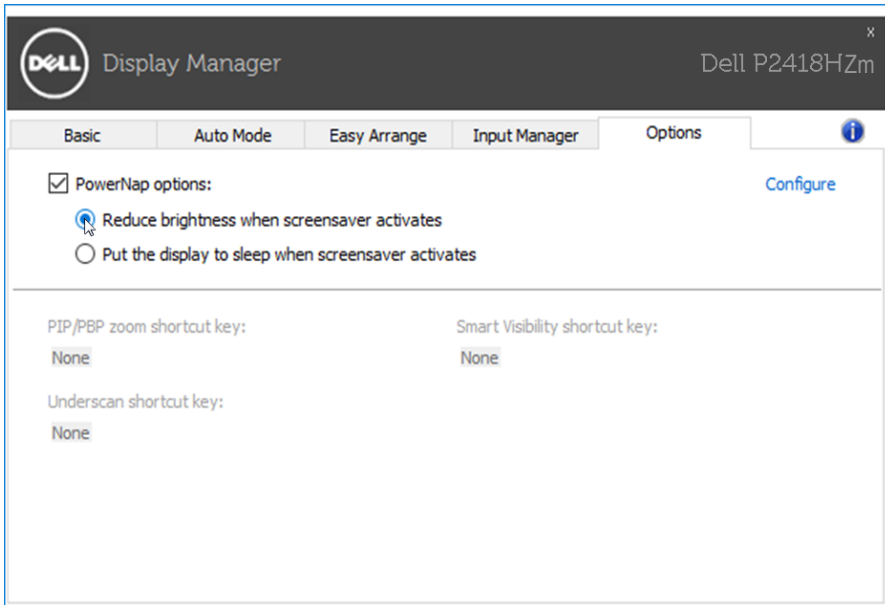 x
DELL Display Manager Dell P2418HZm
Basic Auto Mode Easy Arrange Input Manager Options i
PowerNap options: Configure
Reduce brightness when screensaver activates
Put the display to sleep when screensaver activates
PIP/PBP zoom shortcut key: Smart Visibility shortcut key:
None None
Underscan shortcut key:
None